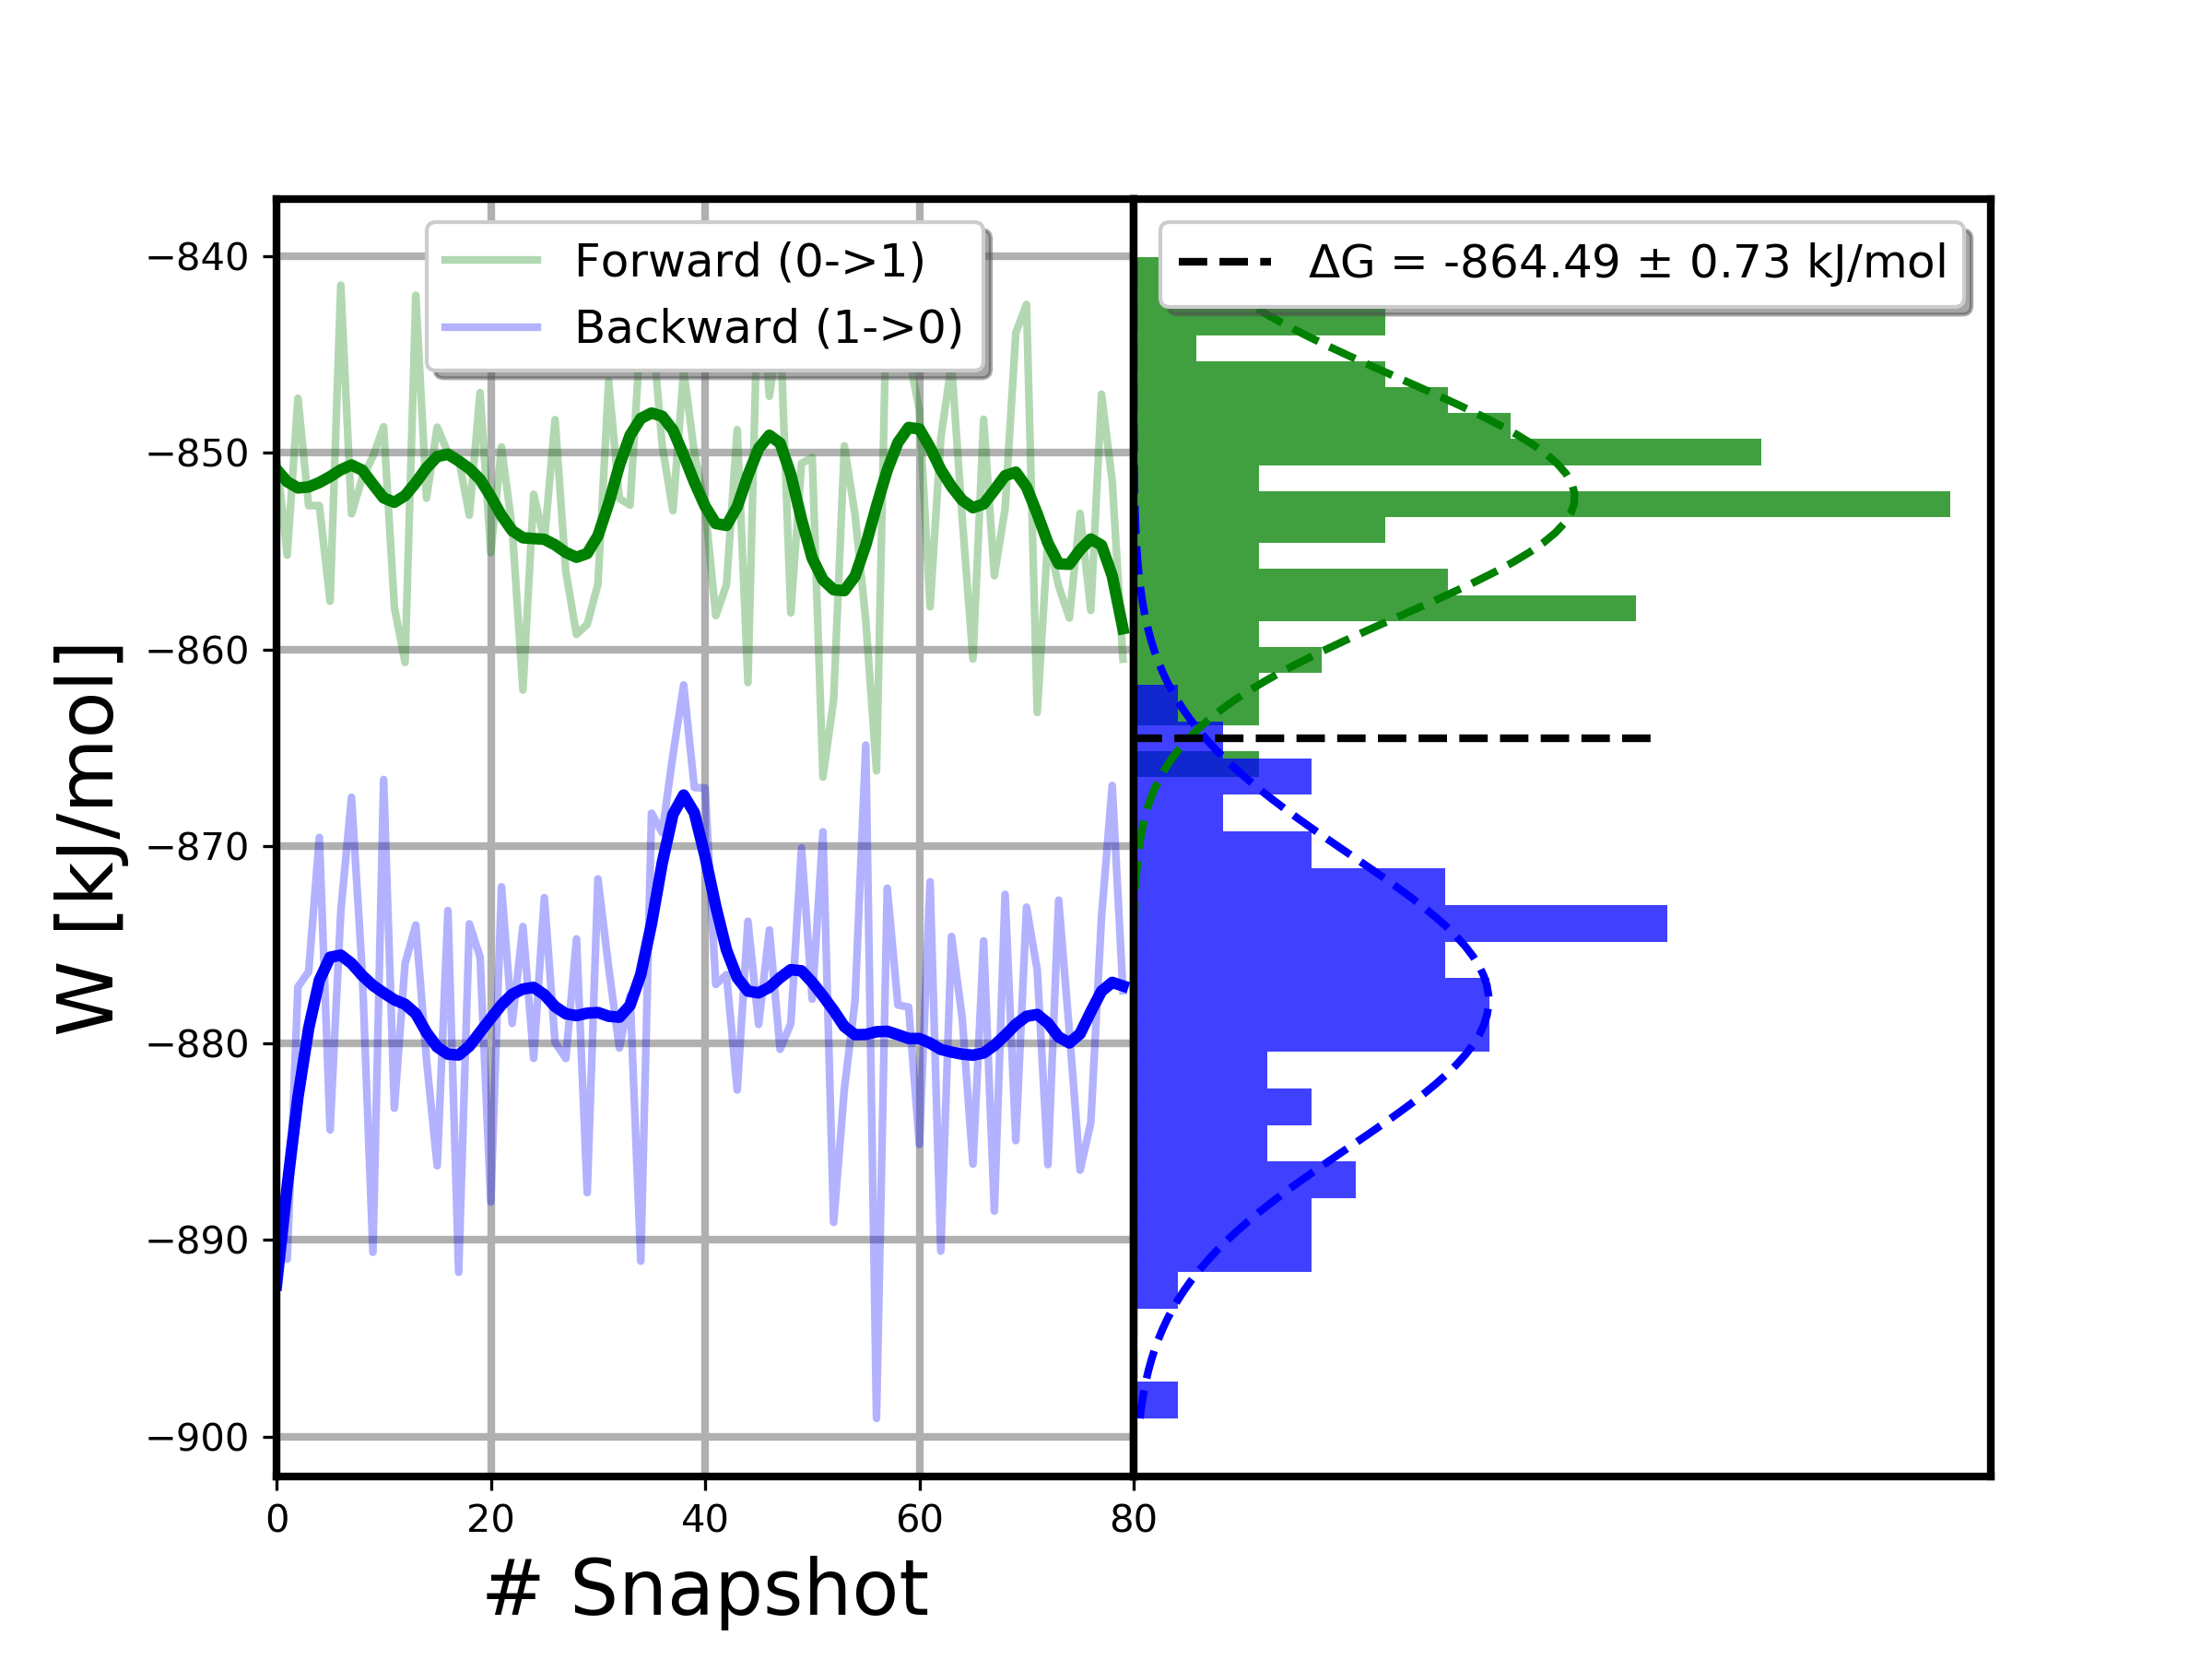 Forward (0->1)
Backward (1->0)
ΔG = -864.49 ± 0.73 kJ/mol
W [kJ/mol]
−840
−850
−860
−870
−880
−890
−900
0 20 40 60 80
# Snapshot